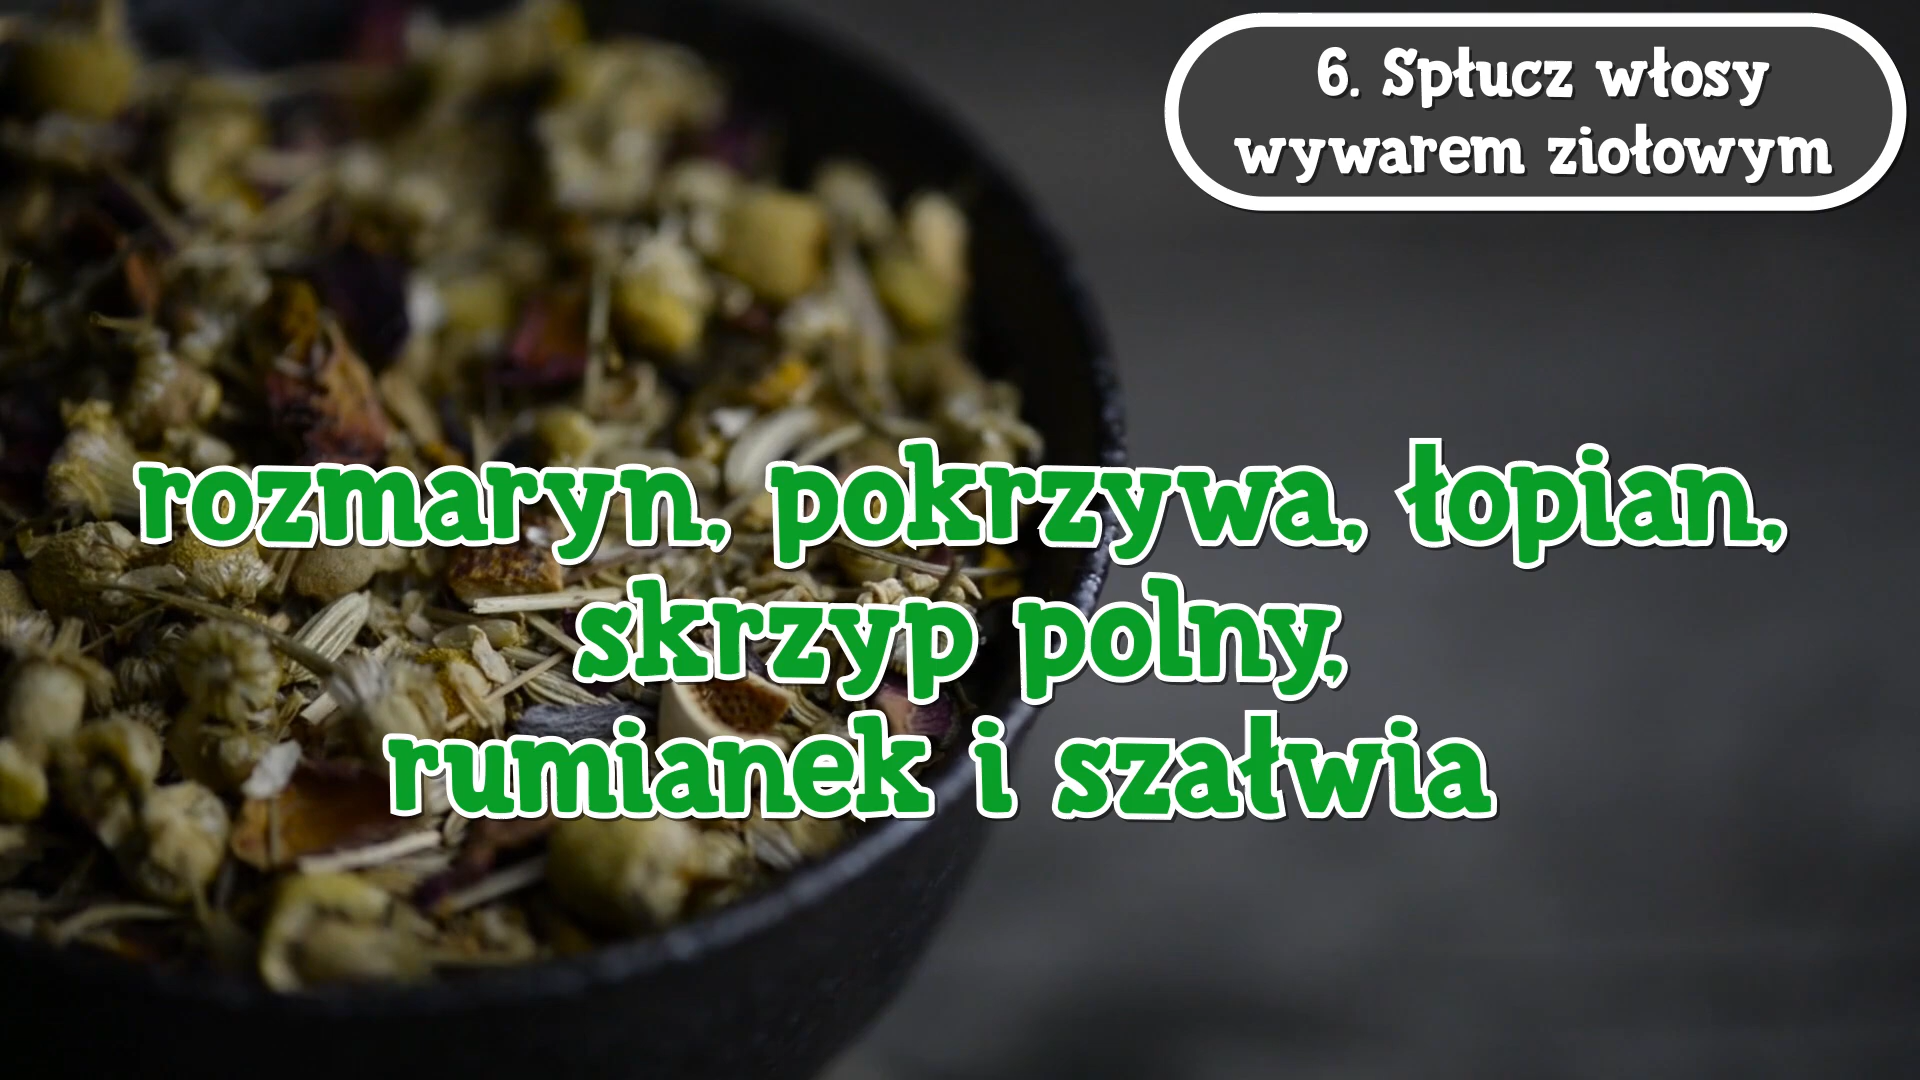 6. Spłucz włosy
wywarem ziołowym
rozmaryn, pokrzywa, łopian,
skrzyp polny,
rumianek i szałwia